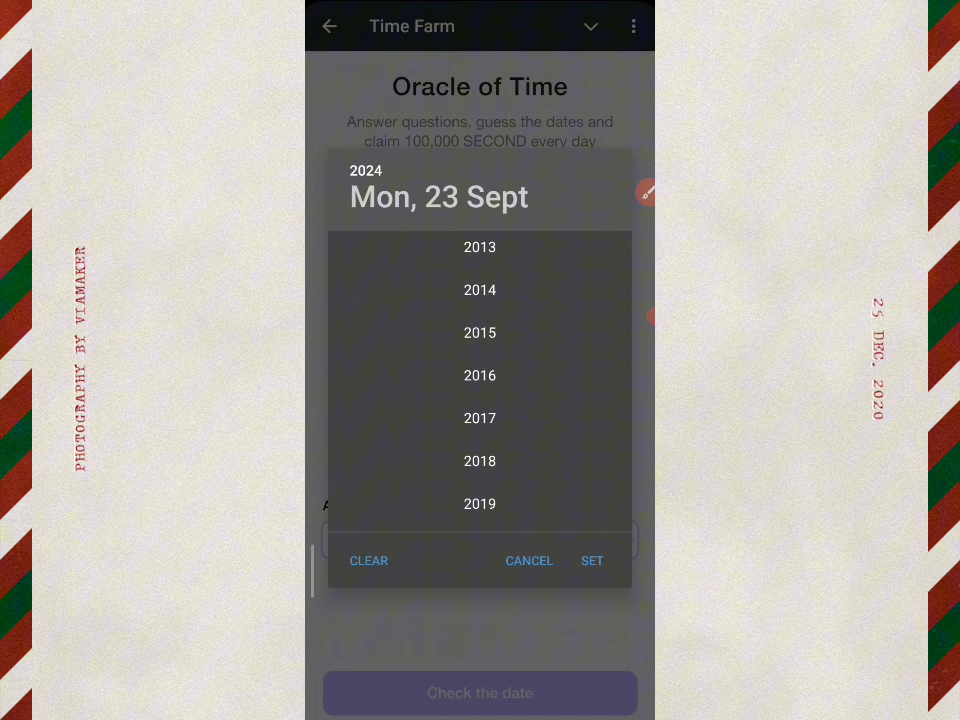 Time Farm
Oracle of Time
Answer questions, guess the dates and
claim 100,000 SECOND every day
2024
Mon, 23 Sept
2013
2014
2015
2016
2017
2018
2019
CLEAR
CANCEL
SET
Check the date
PHOTOGRAPHY BY VIAMAKER
25 DEC. 2020